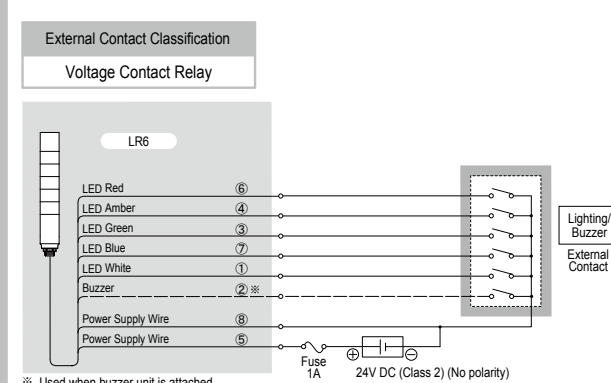 External Contact Classification
Voltage Contact Relay
LR6
LED Red ⑥
LED Amber ④
LED Green ③
LED Blue ⑦
LED White ①
Buzzer ② ※
Power Supply Wire ⑧
Power Supply Wire ⑤
Lighting/
Buzzer
External
Contact
Fuse
1A
⊕ ⊖
24V DC (Class 2) (No polarity)
※ Used when buzzer unit is attached